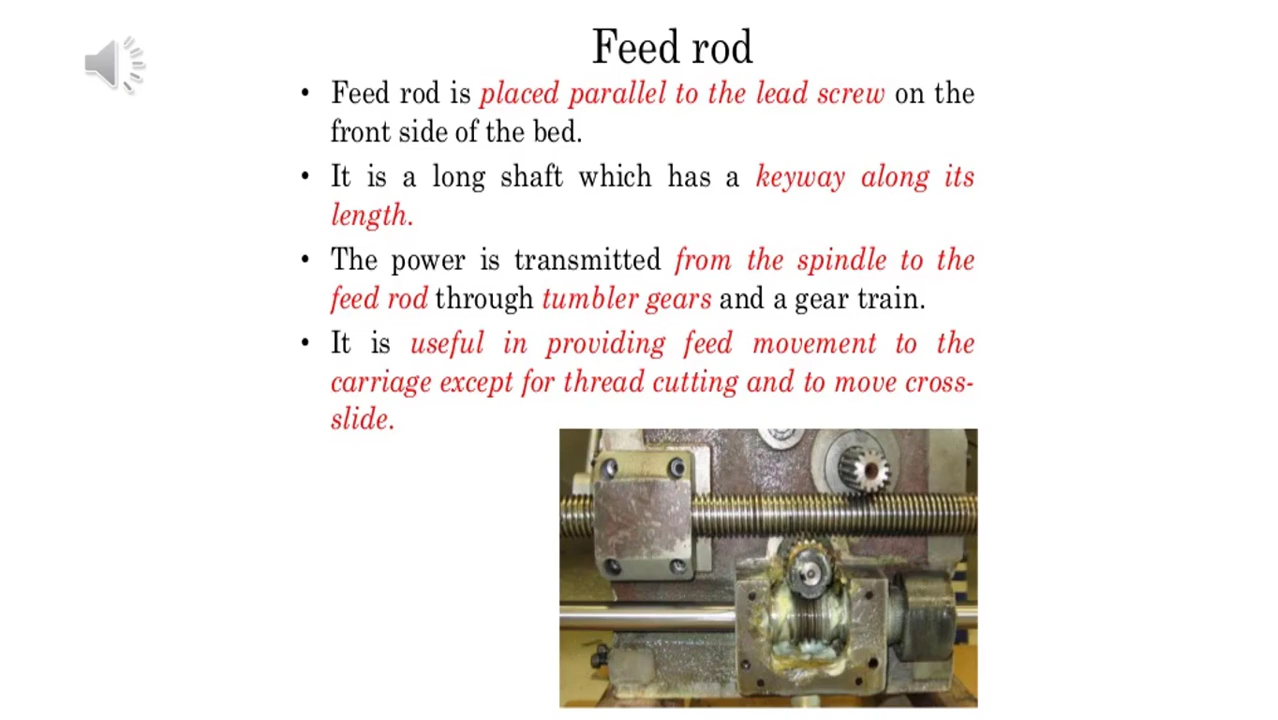 Feed rod
• Feed rod is placed parallel to the lead screw on the
front side of the bed.
• It is a long shaft which has a keyway along its
length.
• The power is transmitted from the spindle to the
feed rod through tumbler gears and a gear train.
• It is useful in providing feed movement to the
carriage except for thread cutting and to move cross-
slide.